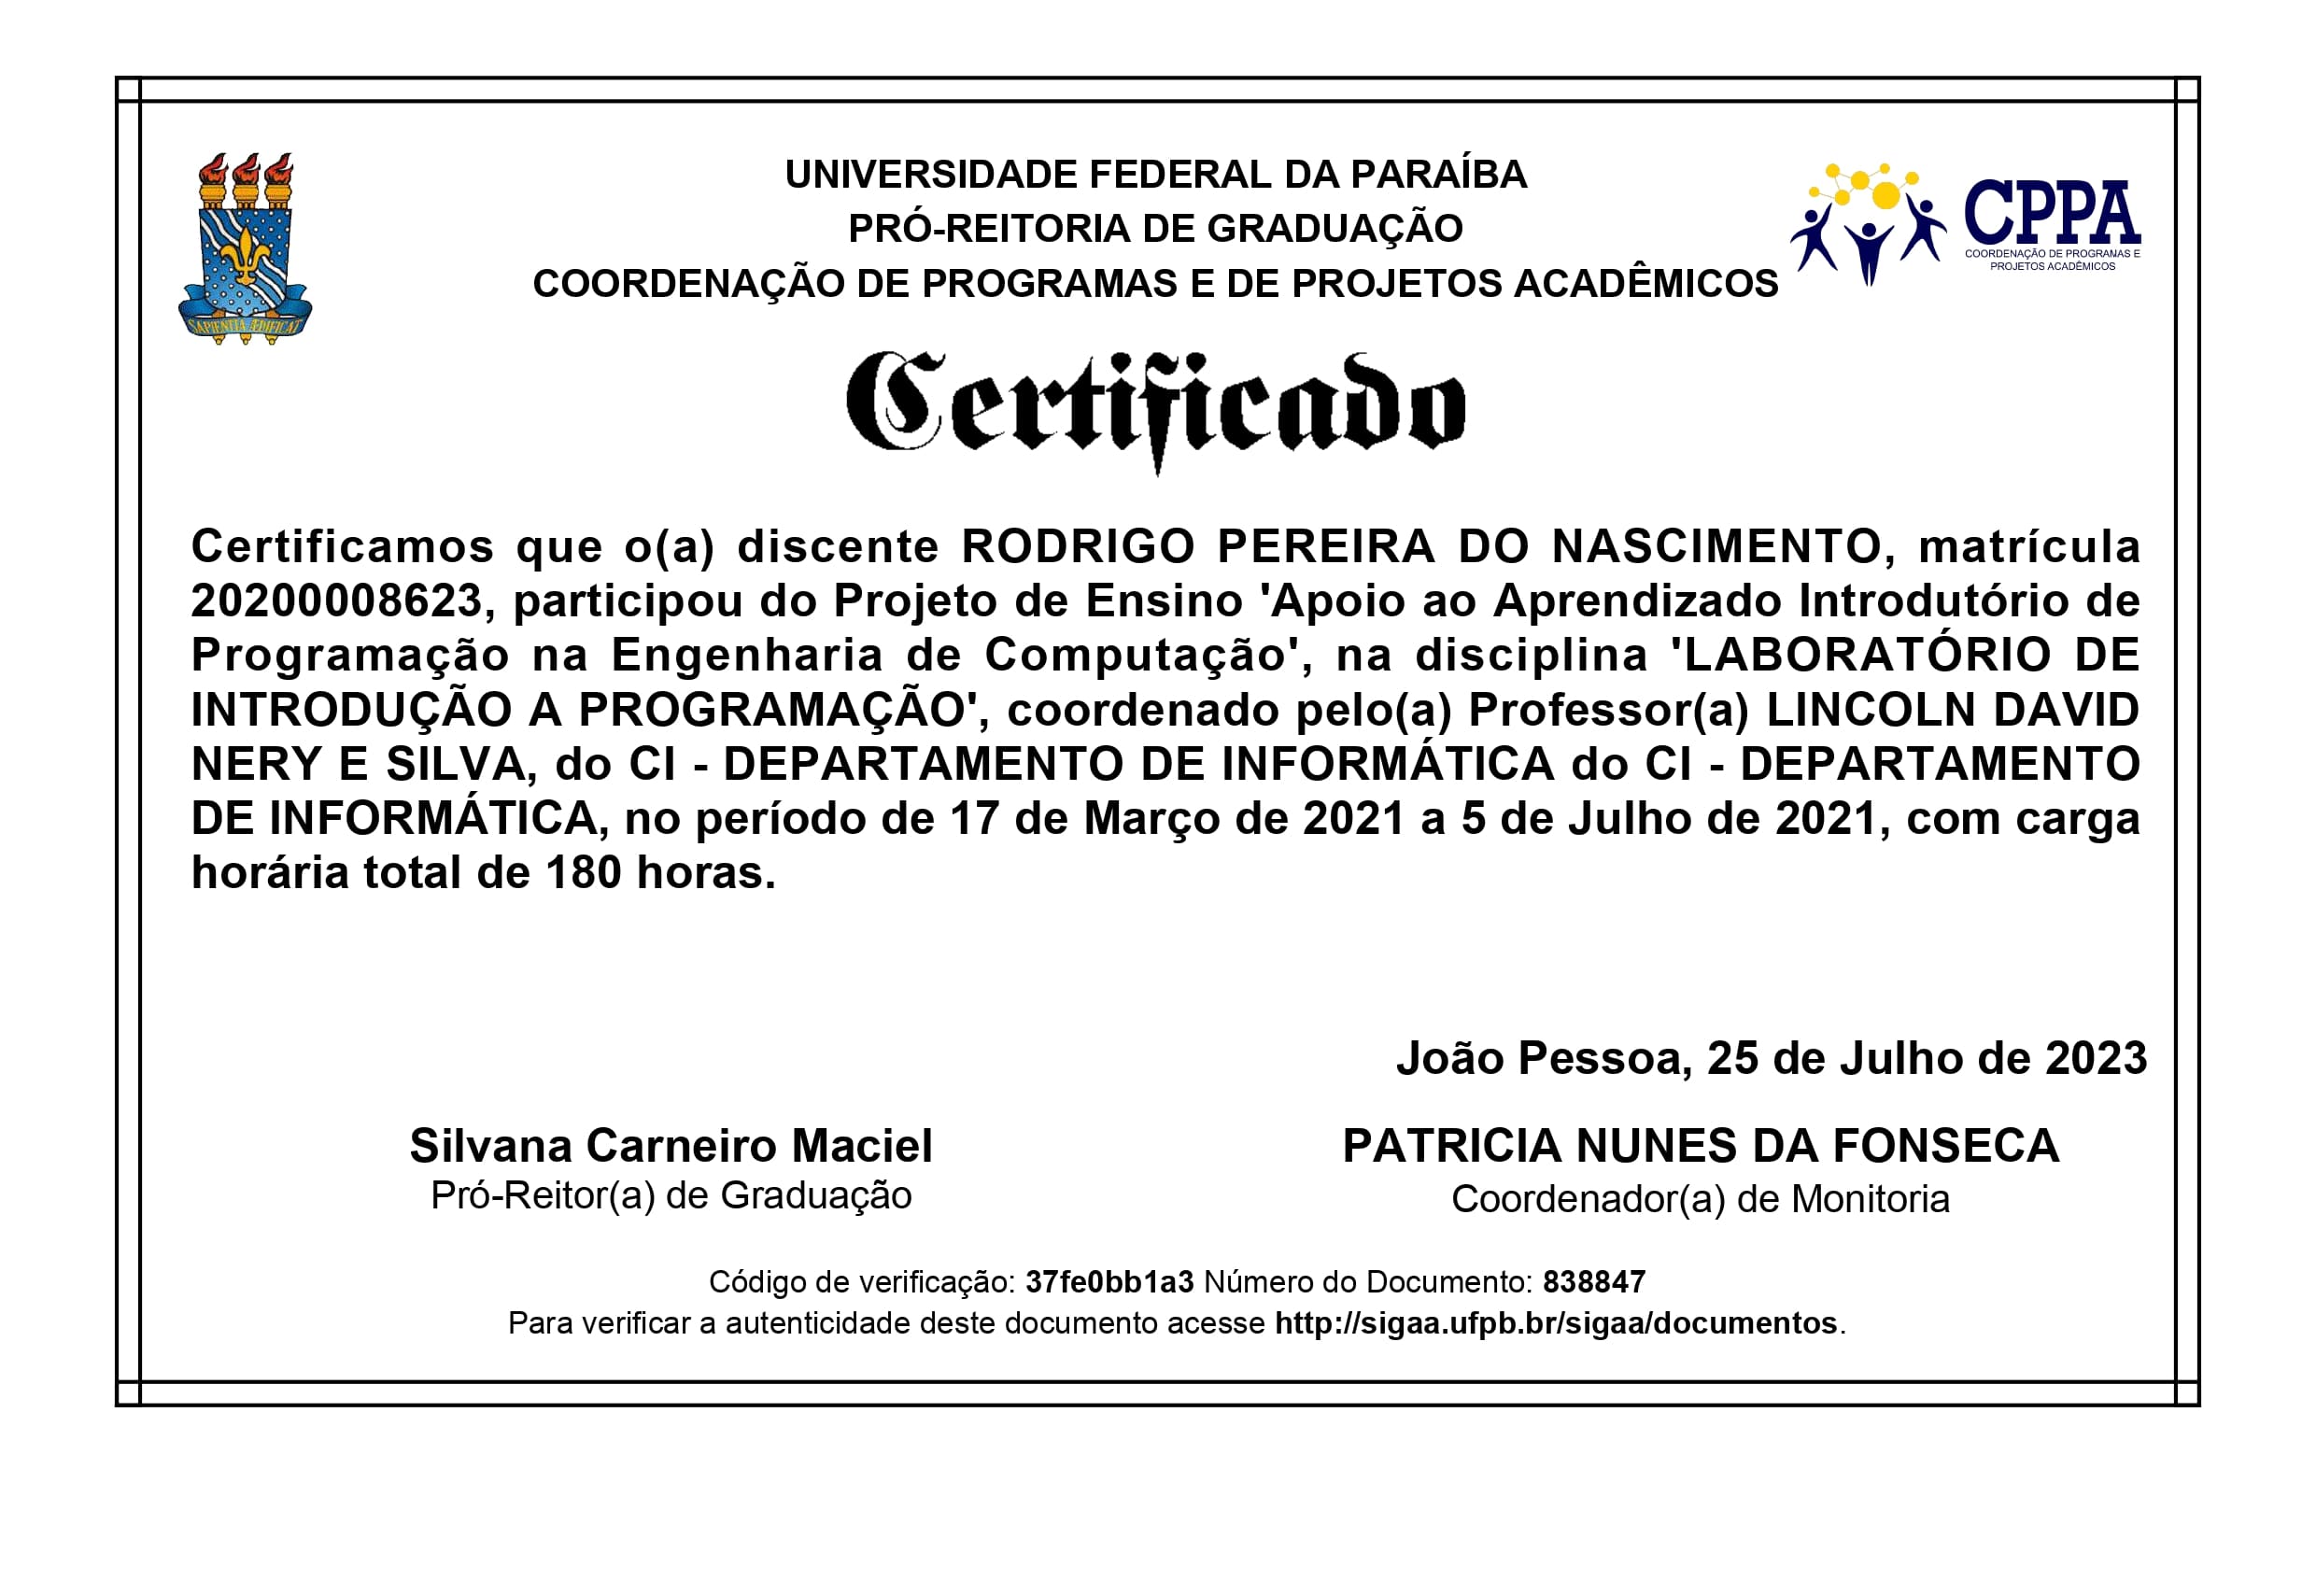 UNIVERSIDADE FEDERAL DA PARAÍBA
PRÓ-REITORIA DE GRADUAÇÃO
COORDENAÇÃO DE PROGRAMAS E DE PROJETOS ACADÊMICOS
SAPIENTIA ÆDIFICAT
CPPA
COORDENAÇÃO DE PROGRAMAS E
PROJETOS ACADÊMICOS
Certificado
Certificamos que o(a) discente RODRIGO PEREIRA DO NASCIMENTO, matrícula
20200008623, participou do Projeto de Ensino 'Apoio ao Aprendizado Introdutório de
Programação na Engenharia de Computação', na disciplina 'LABORATÓRIO DE
INTRODUÇÃO A PROGRAMAÇÃO', coordenado pelo(a) Professor(a) LINCOLN DAVID
NERY E SILVA, do CI - DEPARTAMENTO DE INFORMÁTICA do CI - DEPARTAMENTO
DE INFORMÁTICA, no período de 17 de Março de 2021 a 5 de Julho de 2021, com carga
horária total de 180 horas.
João Pessoa, 25 de Julho de 2023
Silvana Carneiro Maciel
Pró-Reitor(a) de Graduação
PATRICIA NUNES DA FONSECA
Coordenador(a) de Monitoria
Código de verificação: 37fe0bb1a3 Número do Documento: 838847
Para verificar a autenticidade deste documento acesse http://sigaa.ufpb.br/sigaa/documentos.